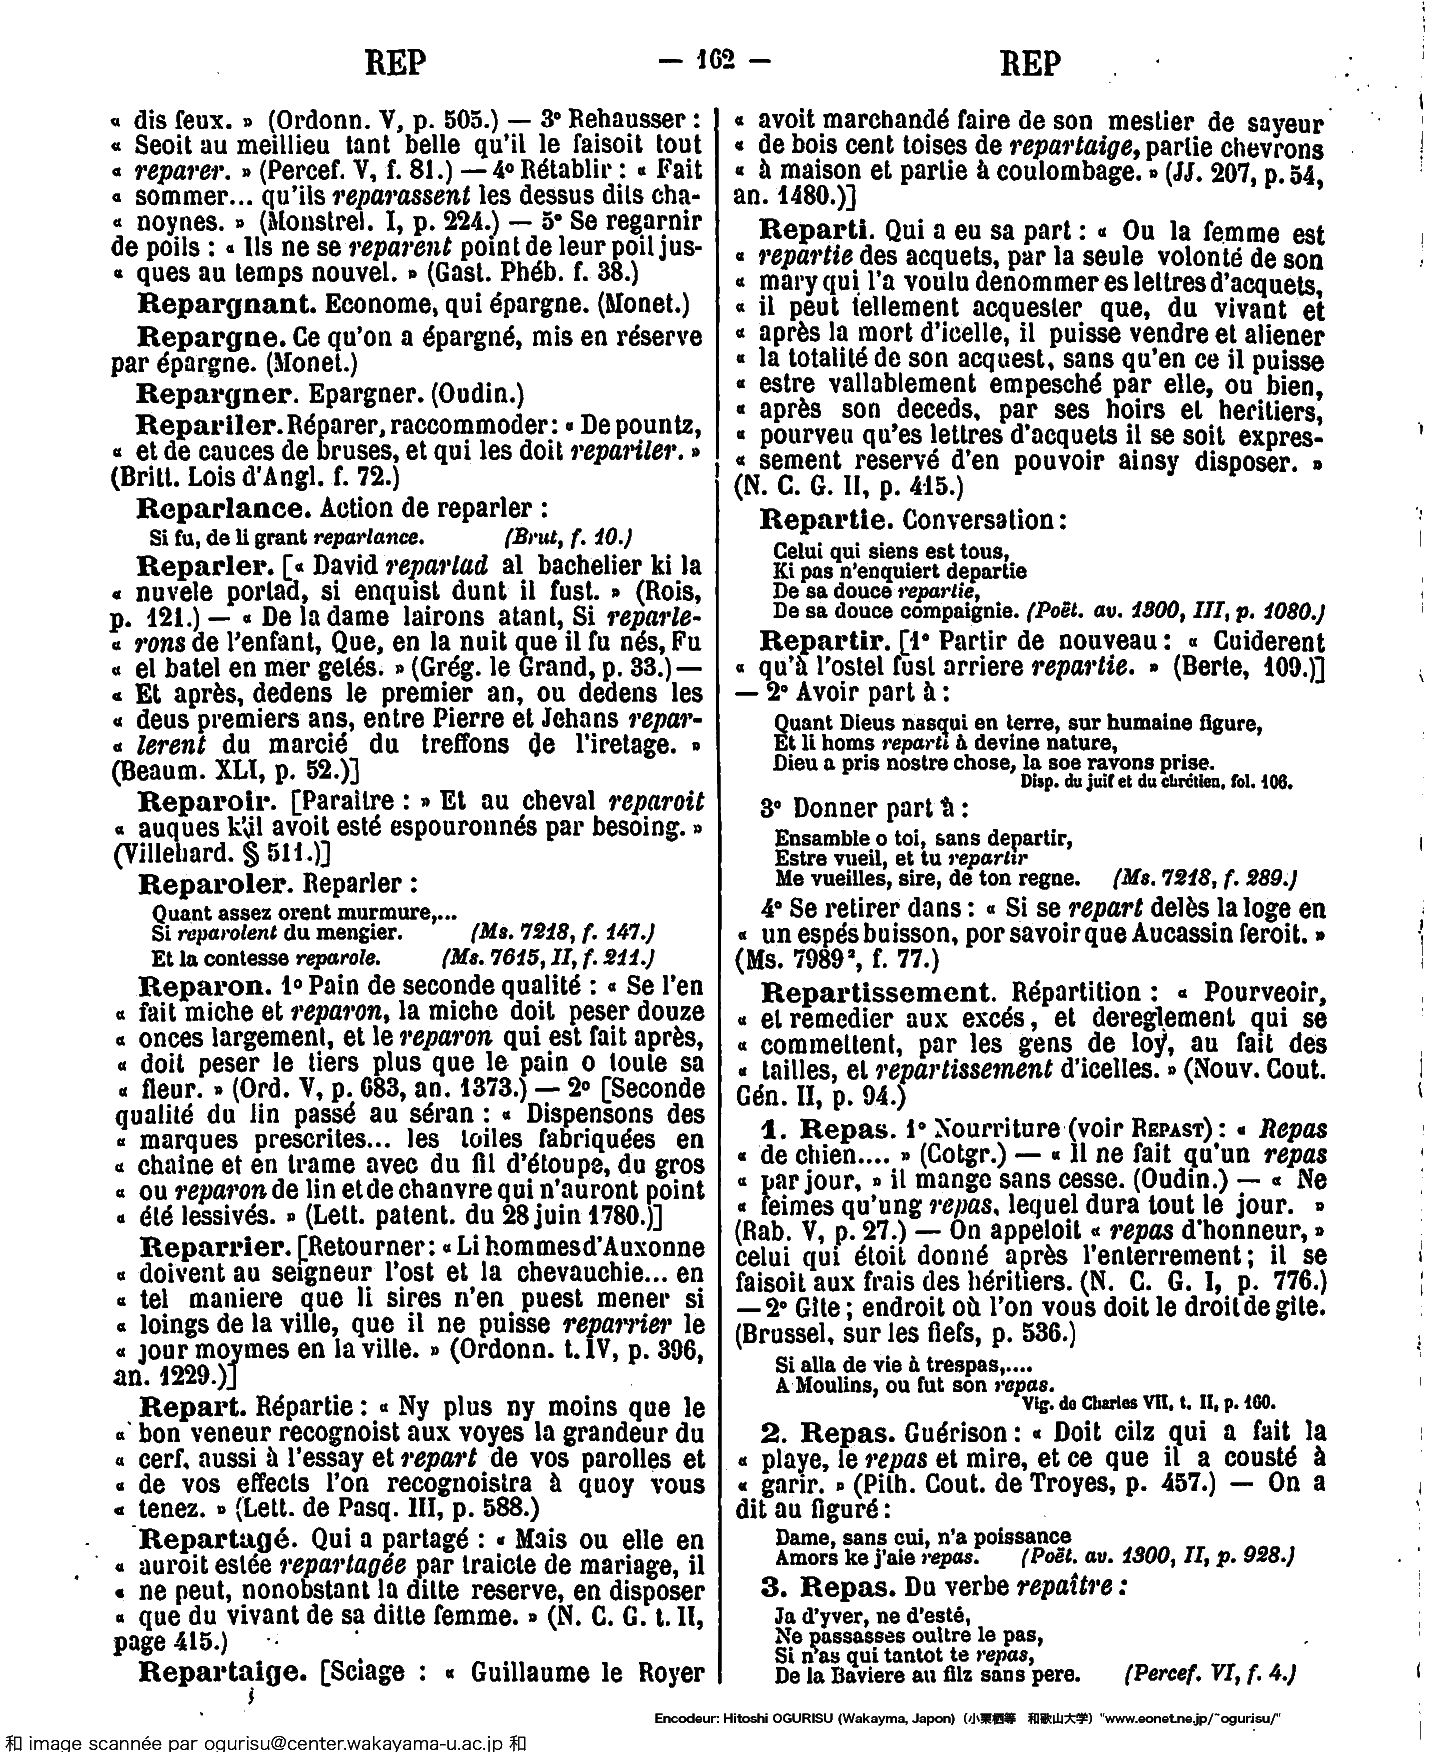 REP — 162 — REP
« dis feux. » (Ordonn. V, p. 505.) — 3° Rehausser :
« Seoit au meillieu tant belle qu'il le faisoit tout
« reparer. » (Percef. V, f. 81.) — 4° Rétablir : « Fait
« sommer... qu'ils reparassent les dessus dits cha-
« noynes. » (Monstrel. I, p. 224.) — 5° Se regarnir
de poils : « Ils ne se reparent point de leur poil jus-
« ques au temps nouvel. » (Gast. Phéb. f. 38.)
Repargnant. Econome, qui épargne. (Monet.)
Repargne. Ce qu'on a épargné, mis en réserve
par épargne. (Monet.)
Repargner. Epargner. (Oudin.)
Repariler. Réparer, raccommoder : « De pountz,
« et de cauces de bruses, et qui les doit repariler. »
(Britt. Lois d'Angl. f. 72.)
Reparlance. Action de reparler :
Si fu, de li grant reparlance. (Brut, f. 10.)
Reparler. [« David reparlad al bachelier ki la
« nuvele portad, si enquist dunt il fust. » (Rois,
p. 121.) — « De la dame lairons atant, Si reparle-
« rons de l'enfant, Que, en la nuit que il fu nés, Fu
« el batel en mer getés. » (Grég. le Grand, p. 33.) —
« Et après, dedens le premier an, ou dedens les
« deus premiers ans, entre Pierre et Jehans repar-
« lerent du marcié du treffons de l'iretage. »
(Beaum. XLI, p. 52.)]
Reparoir. [Paraître : » Et au cheval reparoit
« auques k'il avoit esté espouronnés par besoing. »
(Villehard. § 511.)]
Reparoler. Reparler :
Quant assez orent murmure,...
Si reparolent du mengier. (Ms. 7218, f. 147.)
Et la contesse reparole. (Ms. 7615, II, f. 211.)
Reparon. 1° Pain de seconde qualité : « Se l'en
« fait miche et reparon, la miche doit peser douze
« onces largement, et le reparon qui est fait après,
« doit peser le tiers plus que le pain o toute sa
« fleur. » (Ord. V, p. 683, an. 1373.) — 2° [Seconde
qualité du lin passé au séran : « Dispensons des
« marques prescrites... les toiles fabriquées en
« chaine et en trame avec du fil d'étoupe, du gros
« ou reparon de lin et de chanvre qui n'auront point
« été lessivés. » (Lett. patent. du 28 juin 1780.)]
Reparrier. [Retourner : « Li hommes d'Auxonne
« doivent au seigneur l'ost et la chevauchie... en
« tel maniere que li sires n'en puest mener si
« loings de la ville, que il ne puisse reparrier le
« jour moymes en la ville. » (Ordonn. t. IV, p. 396,
an. 1229.)]
Repart. Répartie : « Ny plus ny moins que le
« bon veneur recognoist aux voyes la grandeur du
« cerf, aussi à l'essay et repart de vos parolles et
« de vos effects l'on recognoistra à quoy vous
« tenez. » (Lett. de Pasq. III, p. 588.)
Repartagé. Qui a partagé : « Mais ou elle en
« auroit estée repartagée par traicte de mariage, il
« ne peut, nonobstant la ditte reserve, en disposer
« que du vivant de sa ditte femme. » (N. C. G. t. II,
page 415.)
Repartaige. [Sciage : « Guillaume le Royer
« avoit marchandé faire de son mestier de sayeur
« de bois cent toises de repartaige, partie chevrons
« à maison et partie à coulombage. » (JJ. 207, p. 54,
an. 1480.)]
Reparti. Qui a eu sa part : « Ou la femme est
« repartie des acquets, par la seule volonté de son
« mary qui l'a voulu denommer es lettres d'acquets,
« il peut tellement acquester que, du vivant et
« après la mort d'icelle, il puisse vendre et aliener
« la totalité de son acquest, sans qu'en ce il puisse
« estre vallablement empesché par elle, ou bien,
« après son deceds, par ses hoirs et heritiers,
« pourveu qu'es lettres d'acquets il se soit expres-
« sement reservé d'en pouvoir ainsy disposer. »
(N. C. G. II, p. 415.)
Repartie. Conversation :
Celui qui siens est tous,
Ki pas n'enquiert departie
De sa douce repartie,
De sa douce compaignie. (Poët. av. 1300, III, p. 1080.)
Repartir. [1° Partir de nouveau : « Cuiderent
« qu'à l'ostel fust arriere repartie. » (Berte, 109.)]
— 2° Avoir part à :
Quant Dieus nasqui en terre, sur humaine figure,
Et li homs reparti à devine nature,
Dieu a pris nostre chose, la soe ravons prise.
Disp. du juif et du chrétien, fol. 106.
3° Donner part à :
Ensamble o toi, sans departir,
Estre vueil, et tu repartir
Me vueilles, sire, de ton regne. (Ms. 7218, f. 289.)
4° Se retirer dans : « Si se repart delès la loge en
« un espés buisson, por savoir que Aucassin feroit. »
(Ms. 7989², f. 77.)
Repartissement. Répartition : « Pourveoir,
« et remedier aux excés, et dereglement qui se
« commettent, par les gens de loy, au fait des
« tailles, et repartissement d'icelles. » (Nouv. Cout.
Gén. II, p. 94.)
1. Repas. 1° Nourriture (voir REPAST) : « Repas
« de chien.... » (Cotgr.) — « Il ne fait qu'un repas
« par jour, » il mange sans cesse. (Oudin.) — « Ne
« feimes qu'ung repas, lequel dura tout le jour. »
(Rab. V, p. 27.) — On appeloit « repas d'honneur, »
celui qui étoit donné après l'enterrement ; il se
faisoit aux frais des héritiers. (N. C. G. I, p. 776.)
— 2° Gîte ; endroit où l'on vous doit le droit de gite.
(Brussel, sur les fiefs, p. 536.)
Si alla de vie à trespas,....
A Moulins, ou fut son repas.
Vig. de Charles VII, t. II, p. 160.
2. Repas. Guérison : « Doit cilz qui a fait la
« playe, le repas et mire, et ce que il a cousté à
« garir. » (Pith. Cout. de Troyes, p. 457.) — On a
dit au figuré :
Dame, sans cui, n'a poissance
Amors ke j'aie repas. (Poët. av. 1300, II, p. 928.)
3. Repas. Du verbe repaître :
Ja d'yver, ne d'esté,
Ne passasses oultre le pas,
Si n'as qui tantot te repas,
De la Baviere au filz sans pere. (Percef. VI, f. 4.)
Encodeur: Hitoshi OGURISU (Wakayma, Japon) (小栗栖等 和歌山大学) "www.eonet.ne.jp/~ogurisu/"
和 image scannée par ogurisu@center.wakayama-u.ac.jp 和